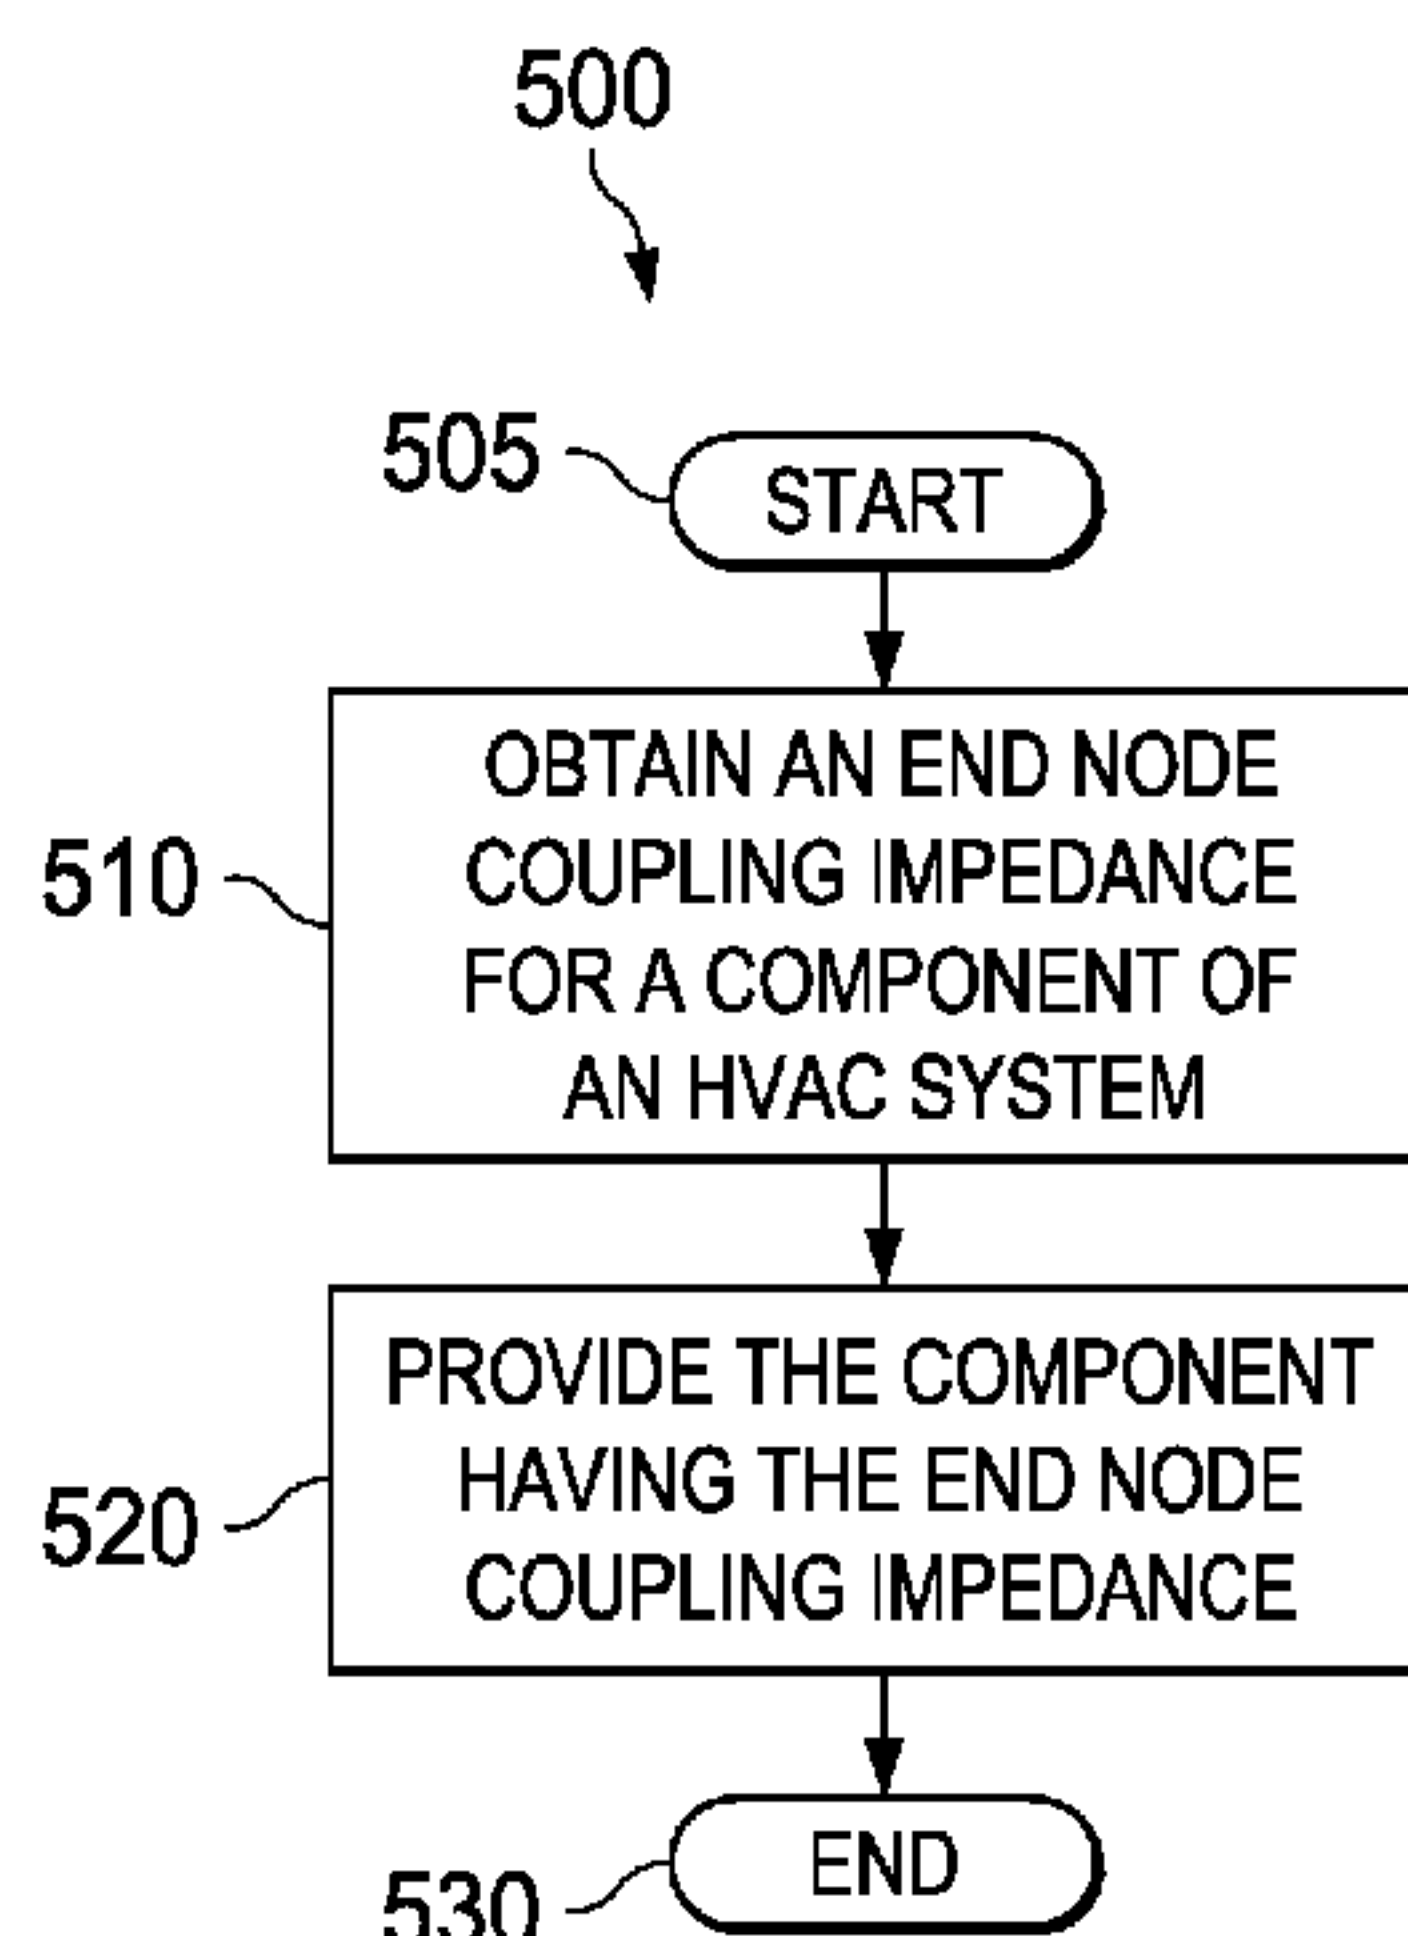 500
505
START
OBTAIN AN END NODE
COUPLING IMPEDANCE
FOR A COMPONENT OF
AN HVAC SYSTEM
510
PROVIDE THE COMPONENT
HAVING THE END NODE
COUPLING IMPEDANCE
520
END
530